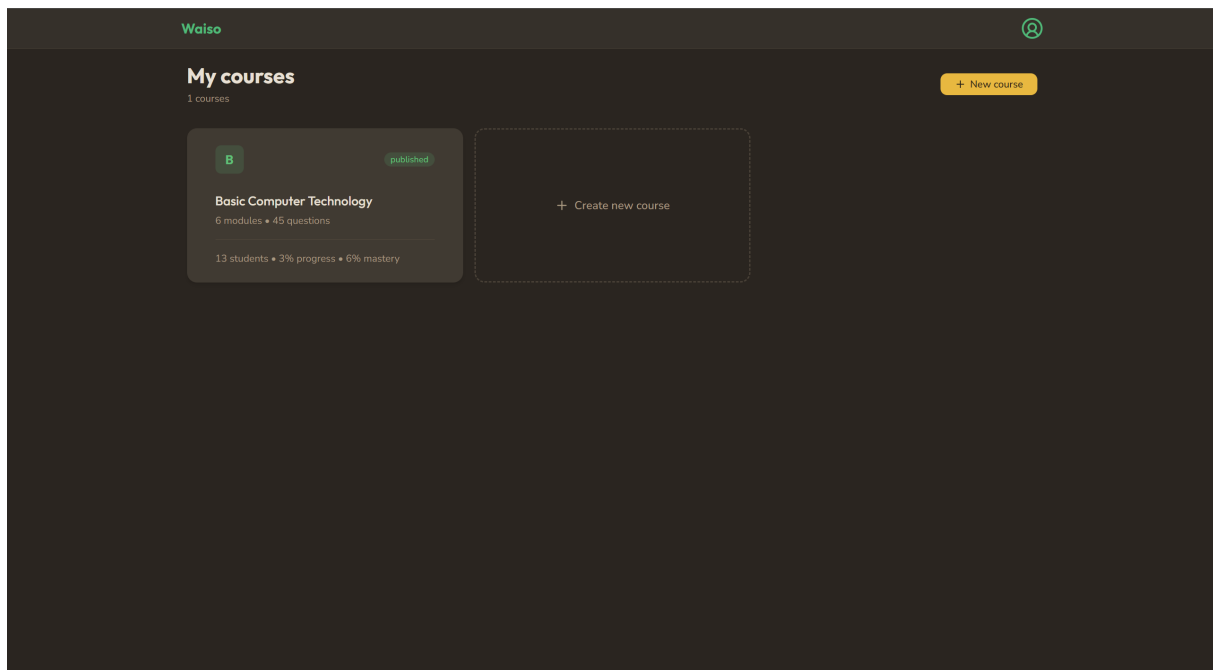 Waiso
My courses
1 courses
+ New course
B
published
Basic Computer Technology
6 modules • 45 questions
13 students • 3% progress • 6% mastery
+ Create new course